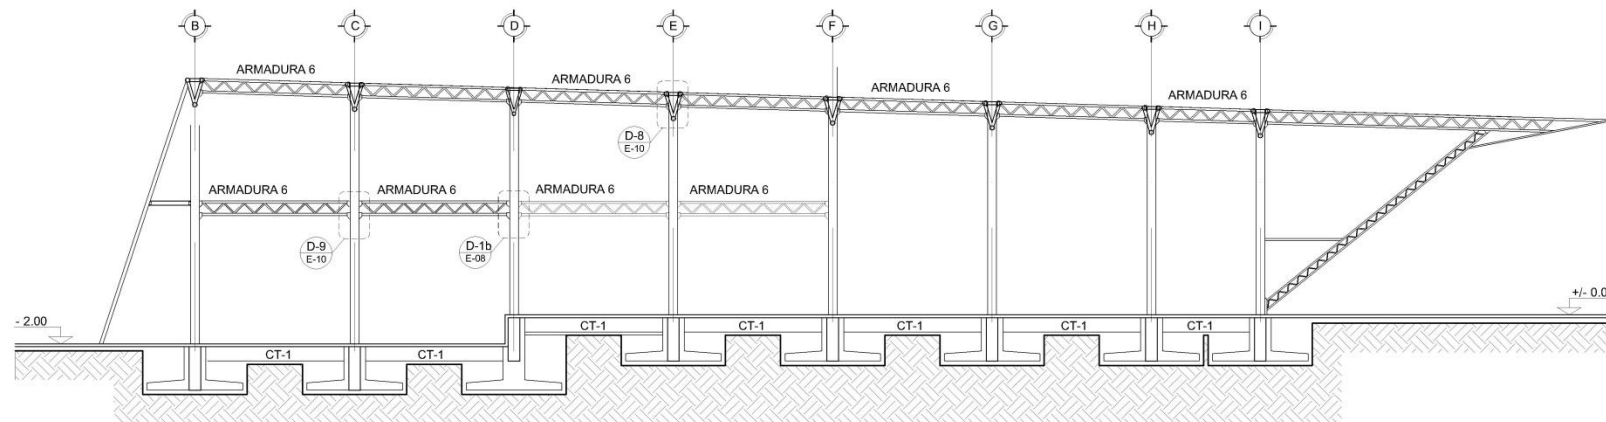 B
C
D
E
F
G
H
I
ARMADURA 6
ARMADURA 6
ARMADURA 6
ARMADURA 6
D-8
E-10
ARMADURA 6
ARMADURA 6
ARMADURA 6
ARMADURA 6
D-9
E-10
D-1b
E-08
- 2.00
+/- 0.0
CT-1
CT-1
CT-1
CT-1
CT-1
CT-1
CT-1